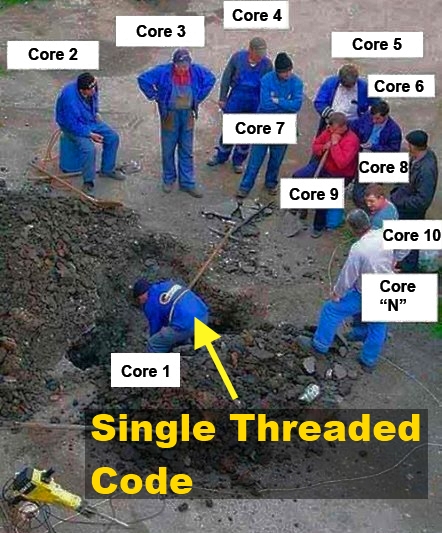 Core 4
Core 3
Core 5
Core 2
Core 6
Core 7
Core 8
Core 9
Core 10
Core
“N”
Core 1
Single Threaded
Code